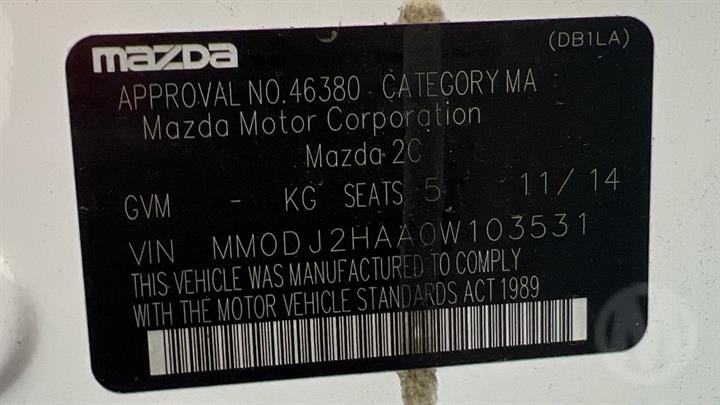 mazda (DB1LA)
APPROVAL NO.46380 CATEGORY MA
Mazda Motor Corporation
Mazda 2C
GVM - KG SEATS 5 11/14
VIN MM0DJ2HAA0W103531
THIS VEHICLE WAS MANUFACTURED TO COMPLY
WITH THE MOTOR VEHICLE STANDARDS ACT 1989